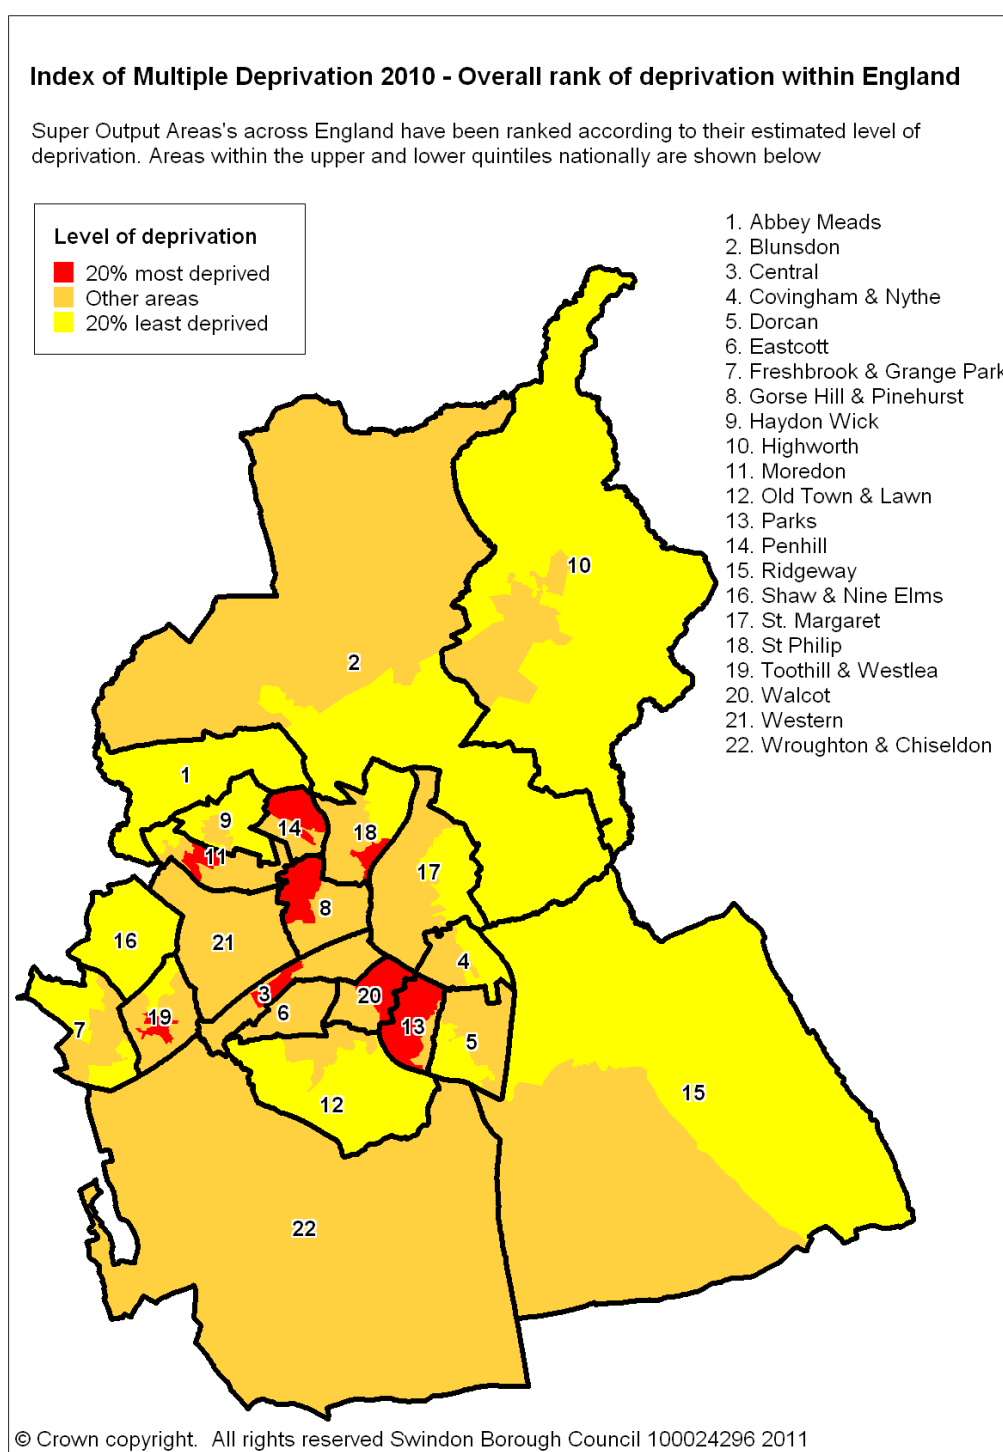 Index of Multiple Deprivation 2010 - Overall rank of deprivation within England
Super Output Areas's across England have been ranked according to their estimated level of
deprivation. Areas within the upper and lower quintiles nationally are shown below
Level of deprivation
20% most deprived
Other areas
20% least deprived
1. Abbey Meads
2. Blunsdon
3. Central
4. Covingham & Nythe
5. Dorcan
6. Eastcott
7. Freshbrook & Grange Park
8. Gorse Hill & Pinehurst
9. Haydon Wick
10. Highworth
11. Moredon
12. Old Town & Lawn
13. Parks
14. Penhill
15. Ridgeway
16. Shaw & Nine Elms
17. St. Margaret
18. St Philip
19. Toothill & Westlea
20. Walcot
21. Western
22. Wroughton & Chiseldon
10
2
1
9
14
18
11
17
8
16
21
4
3
20
19
6
13
7
5
15
12
22
© Crown copyright. All rights reserved Swindon Borough Council 100024296 2011